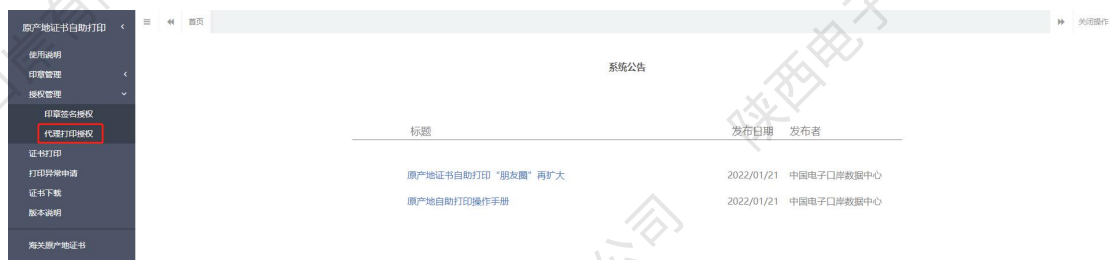 原产地证书自助打印
首页
关闭操作
使用说明
印章管理
授权管理
印章签名授权
代理打印授权
证书打印
打印异常申请
证书下载
版本说明
海关原产地证书
系统公告
标题 发布日期 发布者
原产地证书自助打印“朋友圈”再扩大 2022/01/21 中国电子口岸数据中心
原产地自助打印操作手册 2022/01/21 中国电子口岸数据中心
陕西电子
公司
口岸有